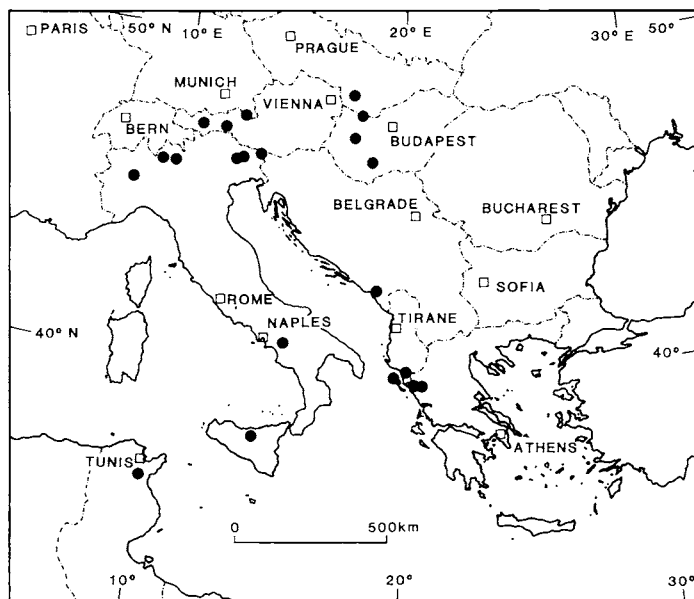 PARIS
50° N
10° E
20° E
30° E
50°
PRAGUE
MUNICH
VIENNA
BERN
BUDAPEST
BELGRADE
BUCHAREST
ROME
SOFIA
NAPLES
TIRANE
40° N
40°
TUNIS
ATHENS
0
500km
10°
20°
30°